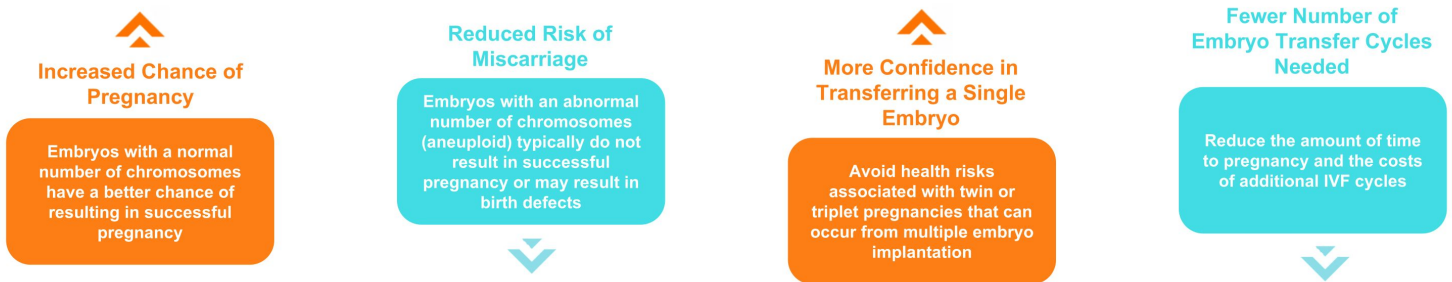 Increased Chance of
Pregnancy
Embryos with a normal
number of chromosomes
have a better chance of
resulting in successful
pregnancy
Reduced Risk of
Miscarriage
Embryos with an abnormal
number of chromosomes
(aneuploid) typically do not
result in successful
pregnancy or may result in
birth defects
More Confidence in
Transferring a Single
Embryo
Avoid health risks
associated with twin or
triplet pregnancies that can
occur from multiple embryo
implantation
Fewer Number of
Embryo Transfer Cycles
Needed
Reduce the amount of time
to pregnancy and the costs
of additional IVF cycles